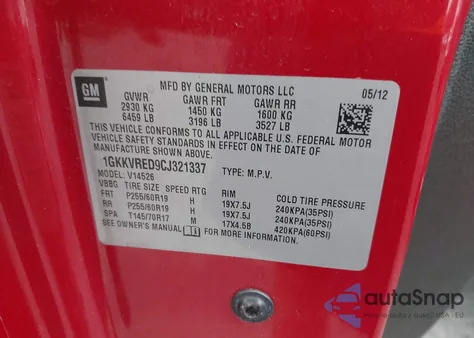 GM
MFD BY GENERAL MOTORS LLC
05/12
GVWR GAWR FRT GAWR RR
2930 KG 1450 KG 1600 KG
6459 LB 3196 LB 3527 LB
THIS VEHICLE CONFORMS TO ALL APPLICABLE U.S. FEDERAL MOTOR
VEHICLE SAFETY STANDARDS IN EFFECT ON THE DATE OF
MANUFACTURE SHOWN ABOVE.
1GKKVRED9CJ321337 TYPE: M.P.V.
MODEL: V14526
VBBG TIRE SIZE SPEED RTG RIM COLD TIRE PRESSURE
FRT P255/60R19 H 19X7.5J 240KPA(35PSI)
RR P255/60R19 H 19X7.5J 240KPA(35PSI)
SPA T145/70R17 M 17X4.5B 420KPA(60PSI)
SEE OWNER'S MANUAL FOR MORE INFORMATION.
autoSnap